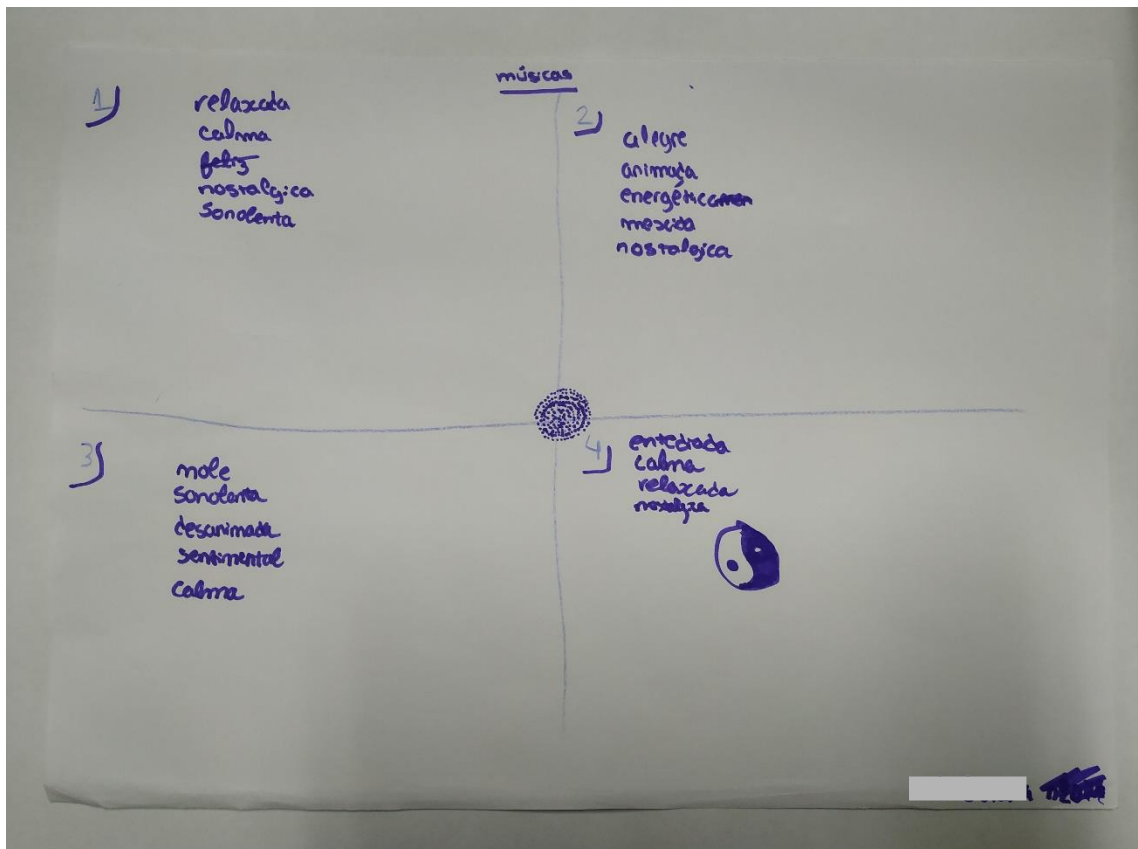 músicas
1)
relaxada
calma
feliz
nostalgica
sonolenta
2)
alegre
animada
energéticamen
mexida
nostalgica
3)
mole
sonolenta
desanimada
sentimental
calma
4)
entediada
calma
relaxada